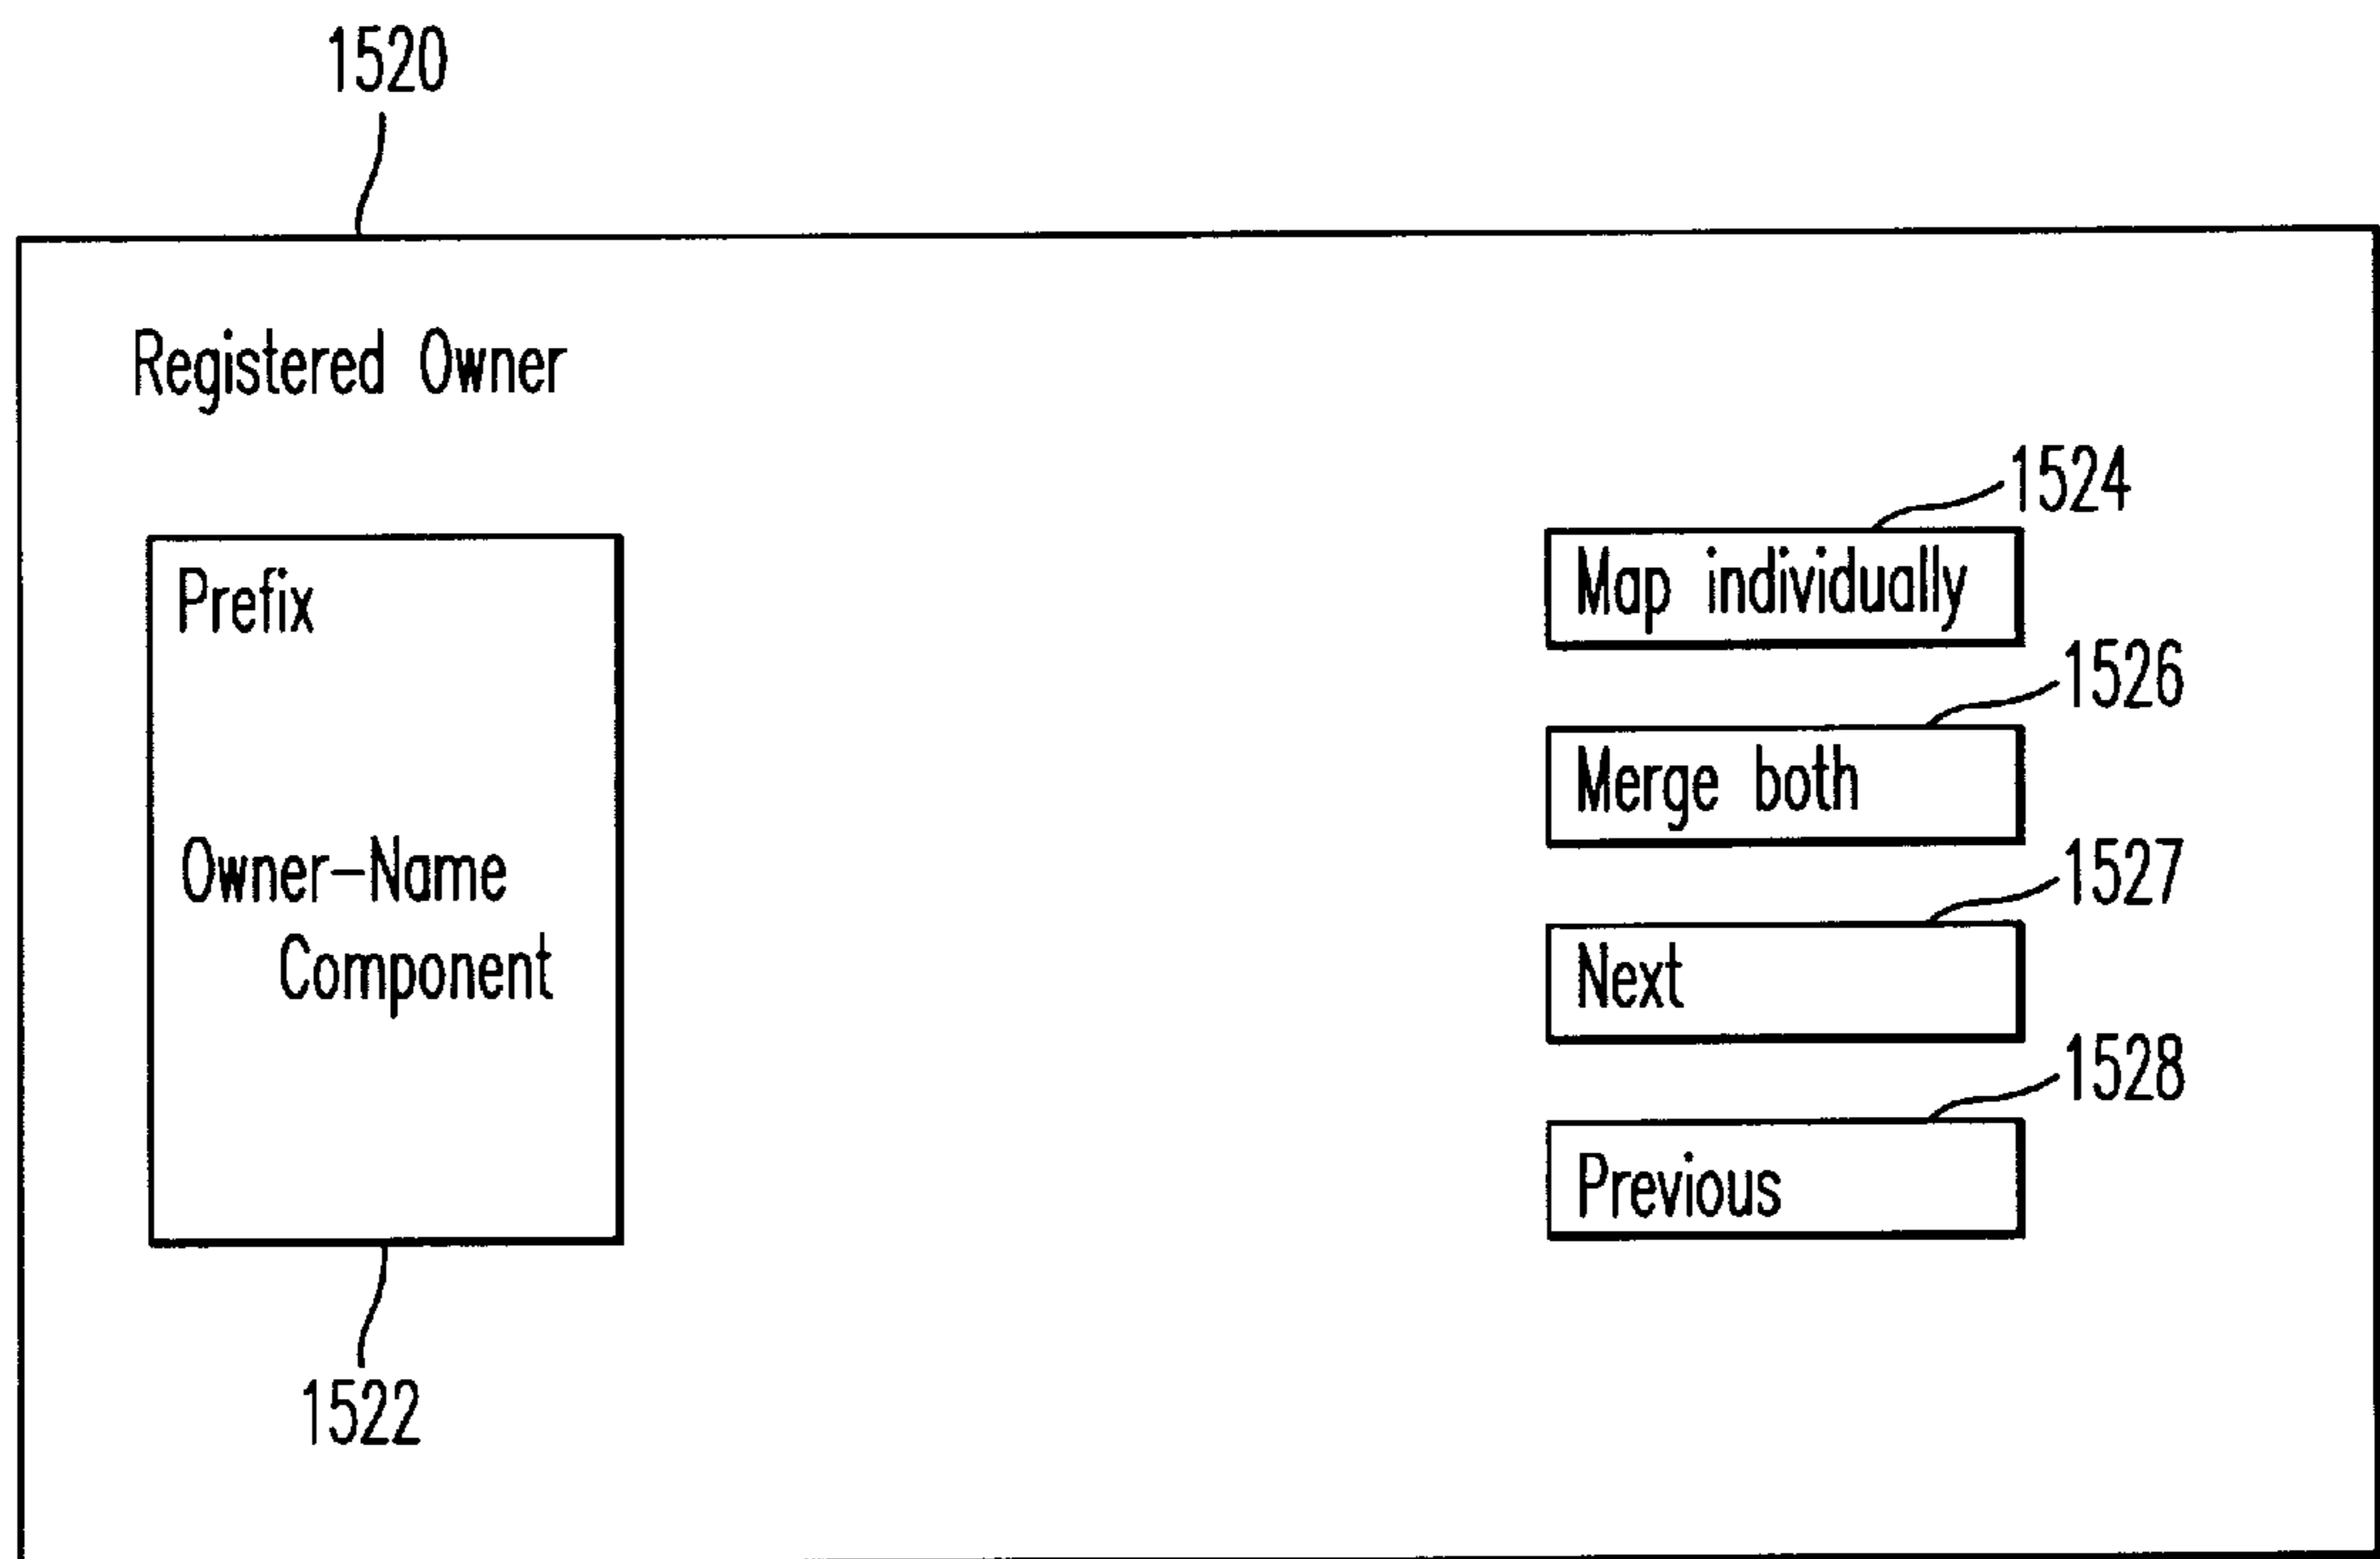 1520
Registered Owner
1524
Prefix
Map individually
1526
Owner-Name
Component
Merge both
1527
Next
1528
Previous
1522